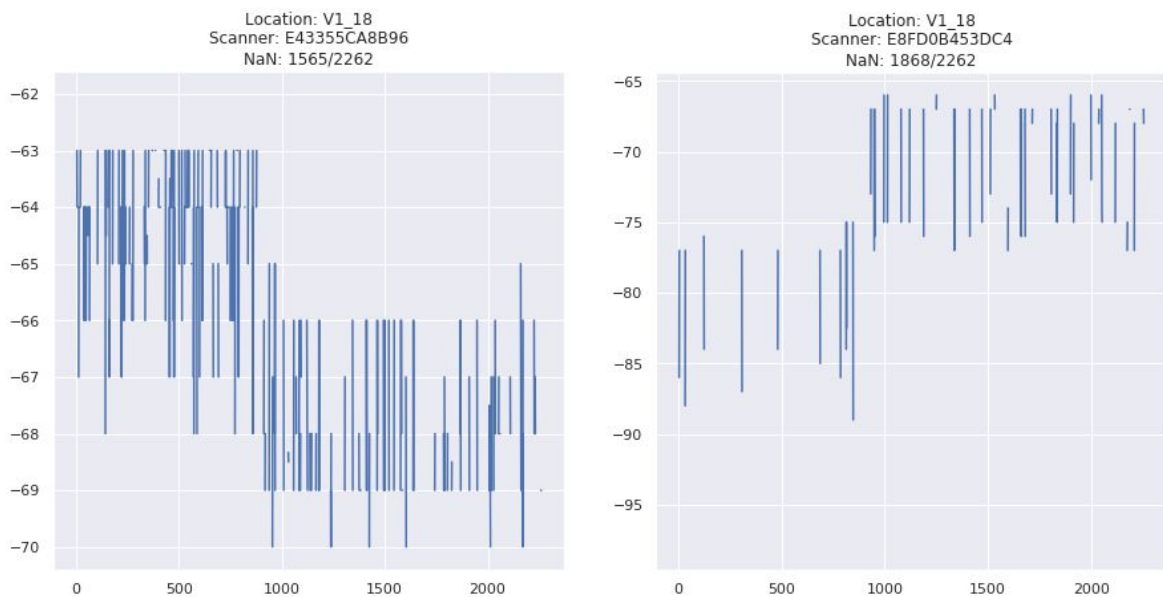 Location: V1_18
Scanner: E43355CA8B96
NaN: 1565/2262
−62
−63
−64
−65
−66
−67
−68
−69
−70
0 500 1000 1500 2000
Location: V1_18
Scanner: E8FD0B453DC4
NaN: 1868/2262
−65
−70
−75
−80
−85
−90
−95
0 500 1000 1500 2000